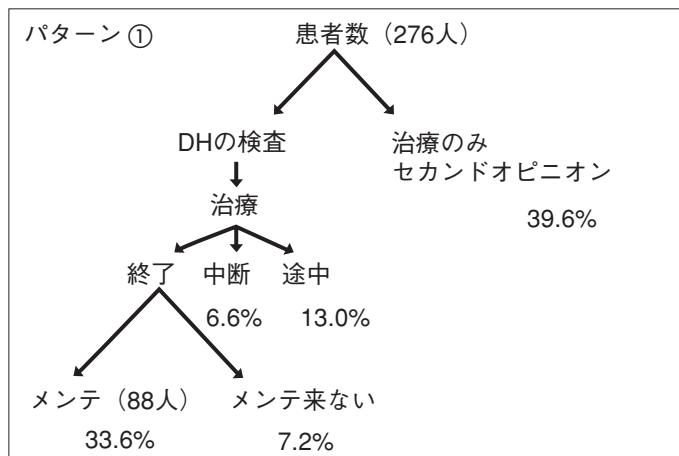 パターン① 患者数（276人）
DHの検査 治療のみ
セカンドオピニオン
治療 39.6%
終了 中断 途中
6.6% 13.0%
メンテ（88人） メンテ来ない
33.6% 7.2%